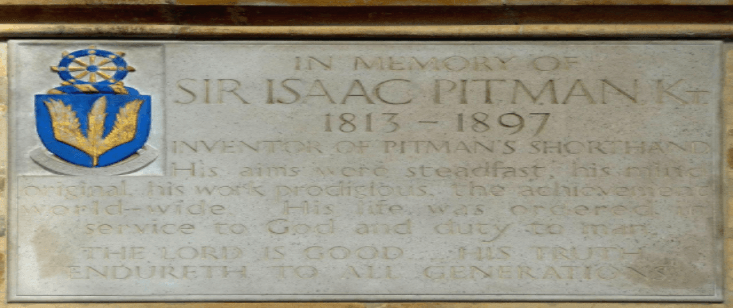 IN MEMORY OF
SIR ISAAC PITMAN Kt
1813 - 1897
INVENTOR OF PITMAN'S SHORTHAND
His aims were steadfast, his mind
original, his work prodigious, the achievement
world-wide. His life was ordered in
service to God and duty to man.
THE LORD IS GOOD HIS TRUTH
ENDURETH TO ALL GENERATIONS